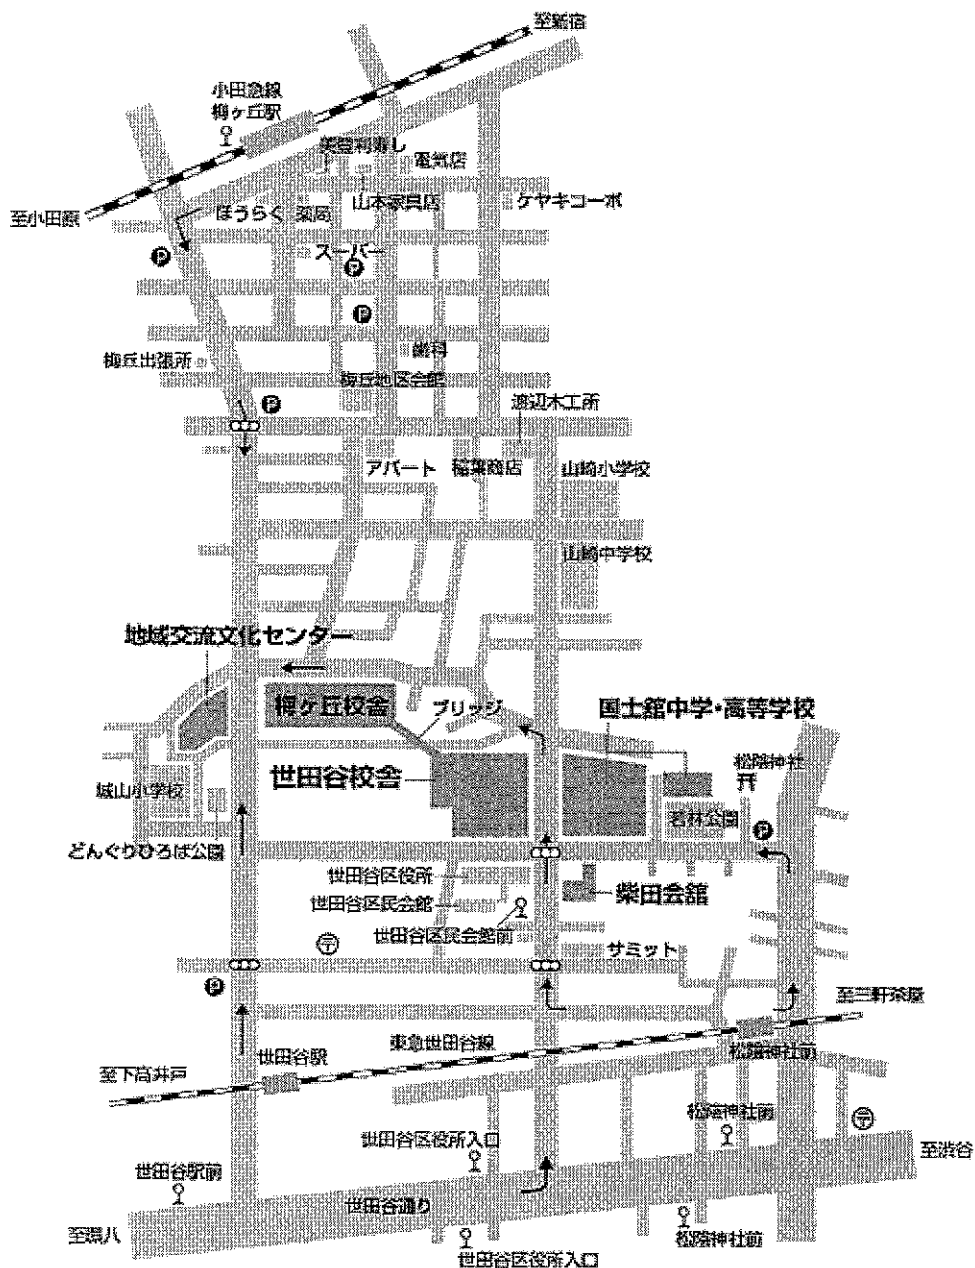 至新宿
小田急線
梅ヶ丘駅
美登利寿し
電気店
至小田原
ほうらく 薬局
山本家具店
ケヤキコーポ
P
スーパー
P
P
歯科
梅丘出張所
梅丘地区会館
P
渡辺木工所
アパート
稲葉商店
山崎小学校
山崎中学校
地域交流文化センター
梅ヶ丘校舎
ブリッジ
国士舘中学・高等学校
世田谷校舎
松陰神社
城山小学校
若林公園
P
どんぐりひろば公園
世田谷区役所
世田谷区民会館
柴田会舘
世田谷区民会館前
〒
サミット
P
至三軒茶屋
東急世田谷線
世田谷駅
松陰神社前
至下高井戸
松陰神社前
〒
世田谷区役所入口
至渋谷
世田谷駅前
世田谷通り
至環八
松陰神社前
世田谷区役所入口